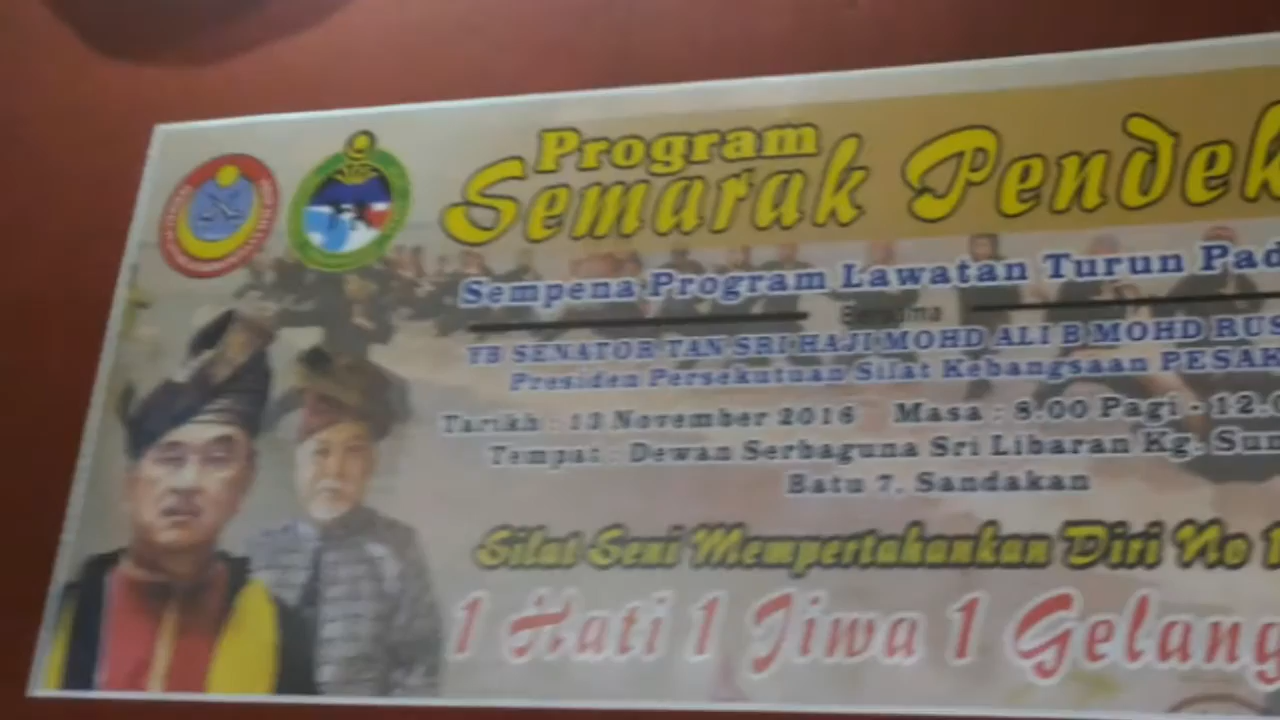 Program
Semarak Pendek
Sempena Program Lawatan Turun Pad
Bersama
YB SENATOR TAN SRI HAJI MOHD ALI B MOHD RUS
Presiden Persekutuan Silat Kebangsaan PESAK
Tarikh : 13 November 2016 Masa : 8.00 Pagi - 12.0
Tempat : Dewan Serbaguna Sri Libaran Kg. Sun
Batu 7, Sandakan
Silat Seni Mempertahankan Diri No 1
1 Hati 1 Jiwa 1 Gelang